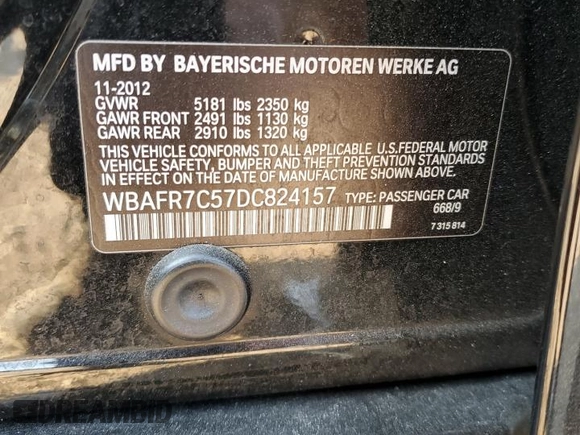 MFD BY BAYERISCHE MOTOREN WERKE AG
11-2012
GVWR 5181 lbs 2350 kg
GAWR FRONT 2491 lbs 1130 kg
GAWR REAR 2910 lbs 1320 kg
THIS VEHICLE CONFORMS TO ALL APPLICABLE U.S.FEDERAL MOTOR
VEHICLE SAFETY, BUMPER AND THEFT PREVENTION STANDARDS
IN EFFECT ON THE DATE OF MANUFACTURE SHOWN ABOVE.
WBAFR7C57DC824157 TYPE: PASSENGER CAR
668/9
7 315 814
DREAMBID